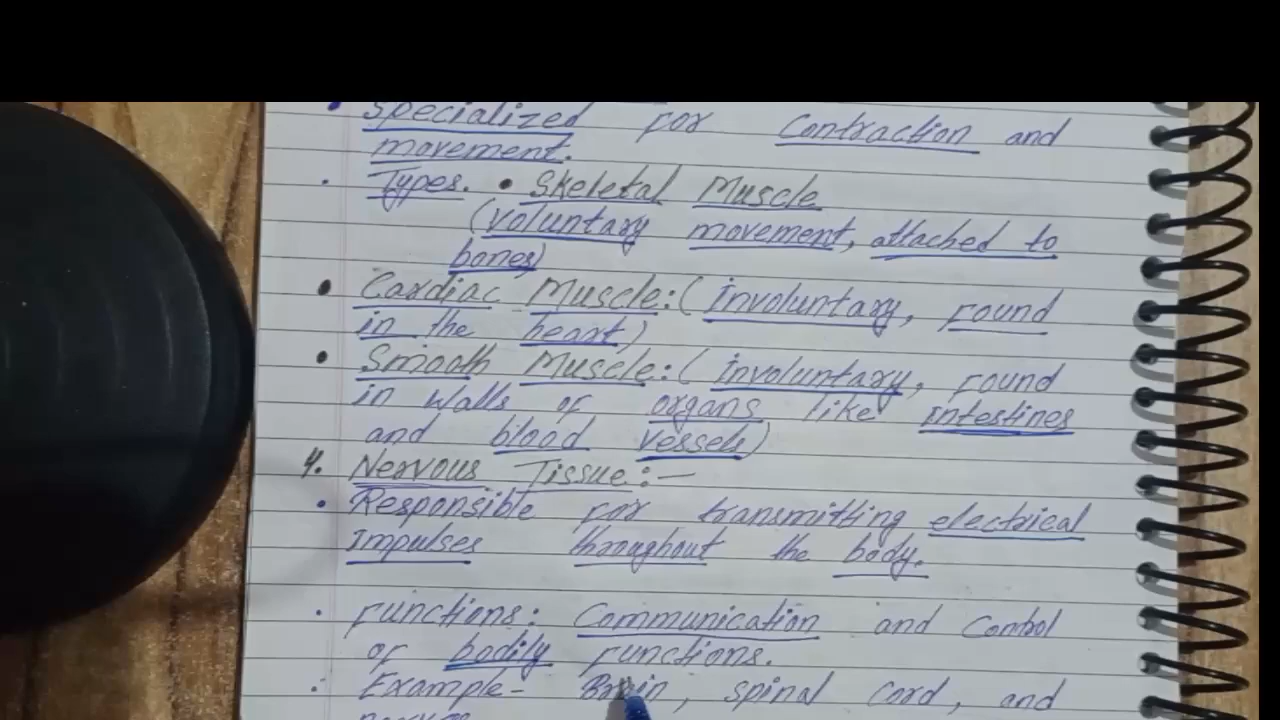 • Specialized for Contraction and
movement.
• Types. • Skeletal Muscle
(voluntary movement, attached to
bones)
• Cardiac Muscle:( Involuntary, found
in the heart)
• Smooth Muscle:( Involuntary, found
in walls of organs like Intestines
and blood vessels)
4. Nervous Tissue:-
• Responsible for transmitting electrical
Impulses throughout the body.
• Functions: Communication and Control
of bodily functions.
• Example- Brain, spinal Cord, and